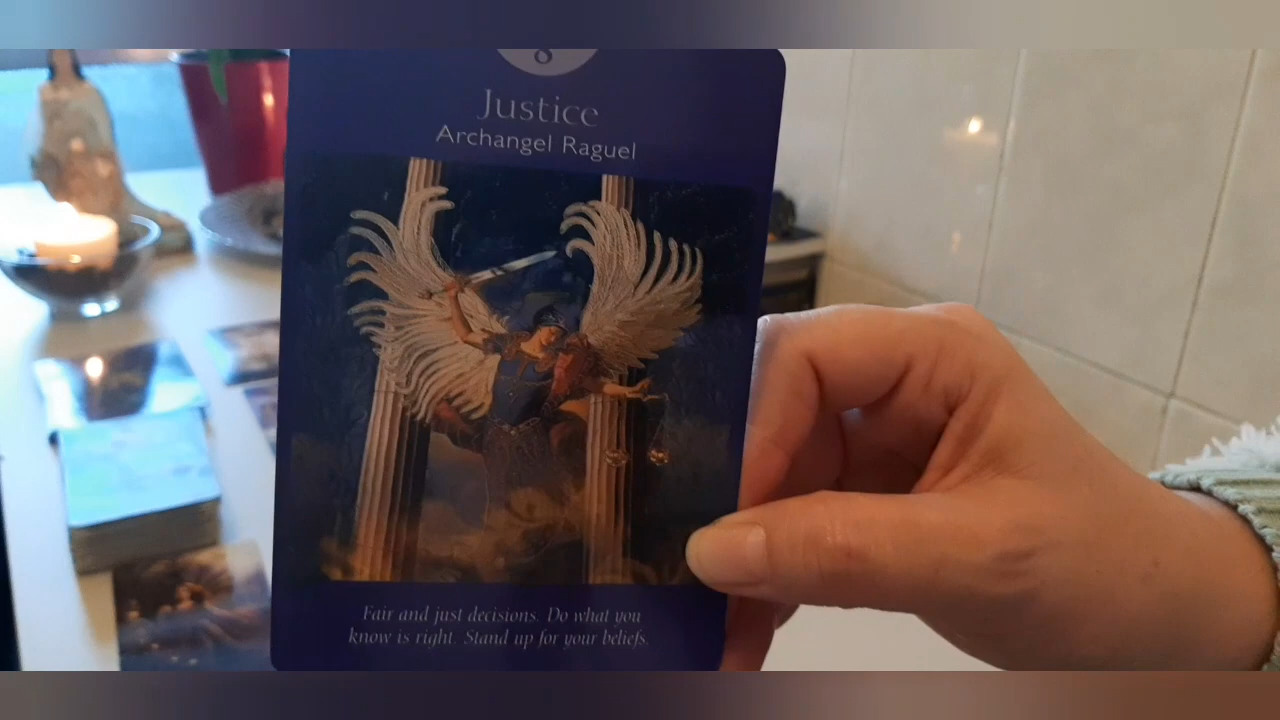 8
Justice
Archangel Raguel
Fair and just decisions. Do what you
know is right. Stand up for your beliefs.